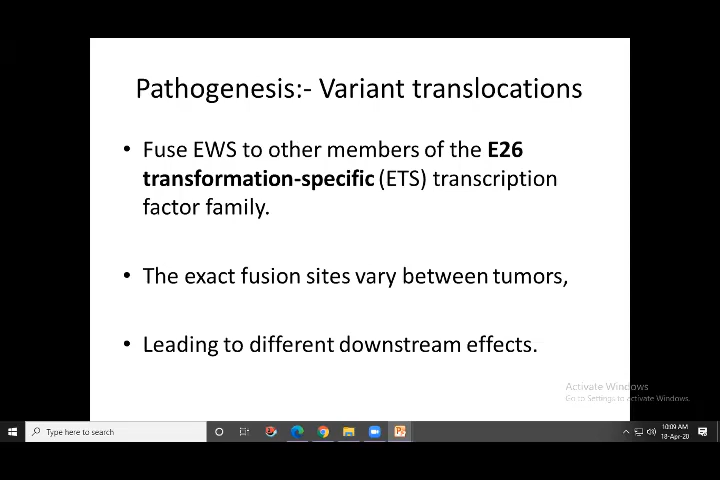 Pathogenesis:- Variant translocations
• Fuse EWS to other members of the E26
transformation-specific (ETS) transcription
factor family.
• The exact fusion sites vary between tumors,
• Leading to different downstream effects.
Activate Windows
Go to Settings to activate Windows.
Type here to search
10:09 AM
18-Apr-20